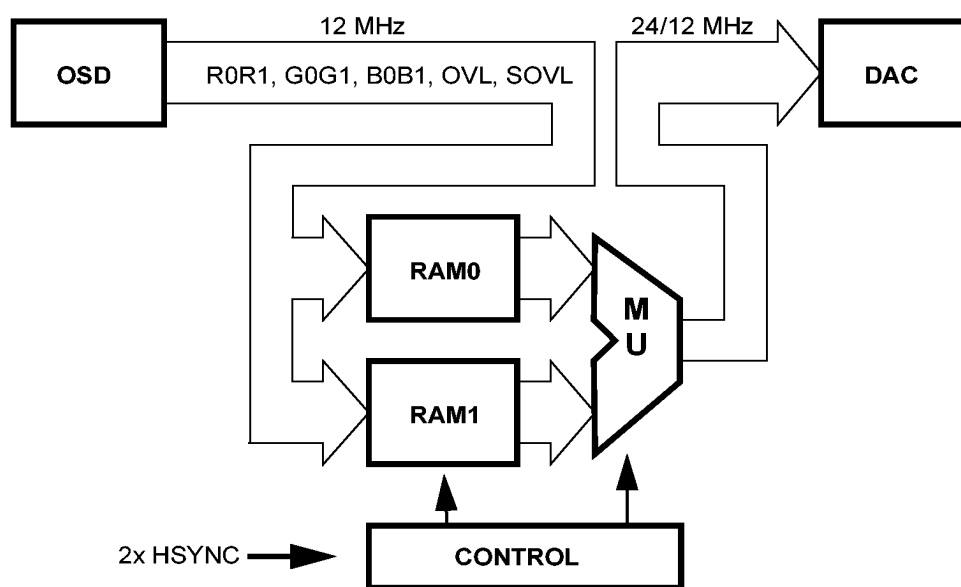 12 MHz
24/12 MHz
OSD
R0R1, G0G1, B0B1, OVL, SOVL
DAC
RAM0
M
U
RAM1
2x HSYNC
CONTROL